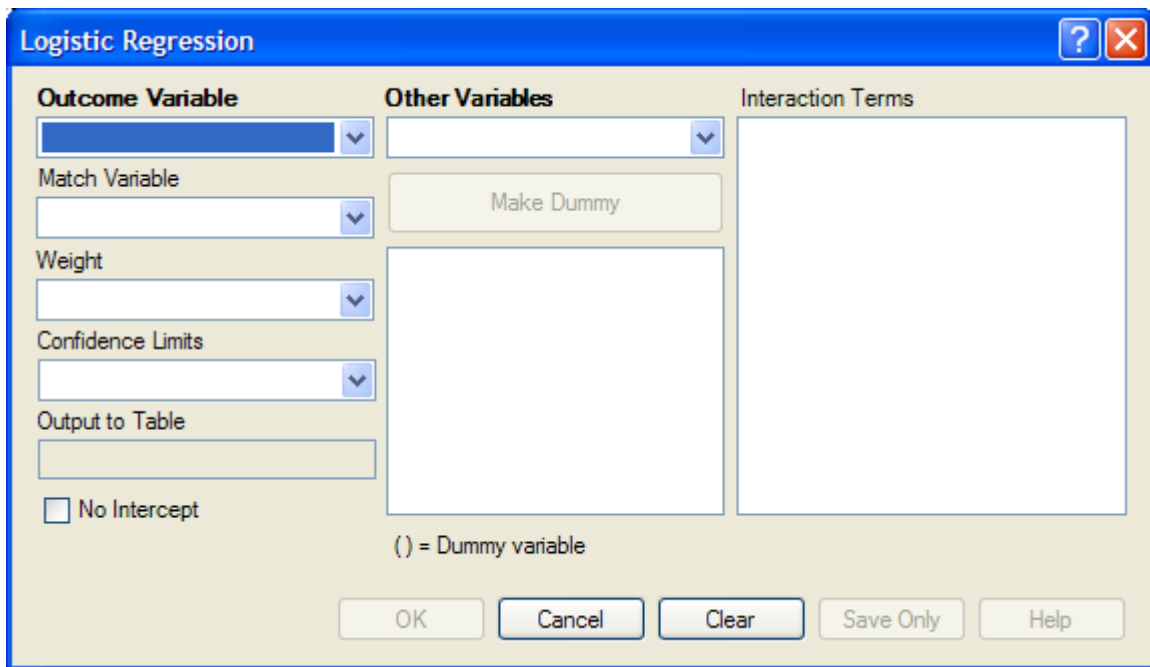 Logistic Regression
Outcome Variable
Other Variables
Interaction Terms
Match Variable
Make Dummy
Weight
Confidence Limits
Output to Table
No Intercept
( ) = Dummy variable
OK
Cancel
Clear
Save Only
Help